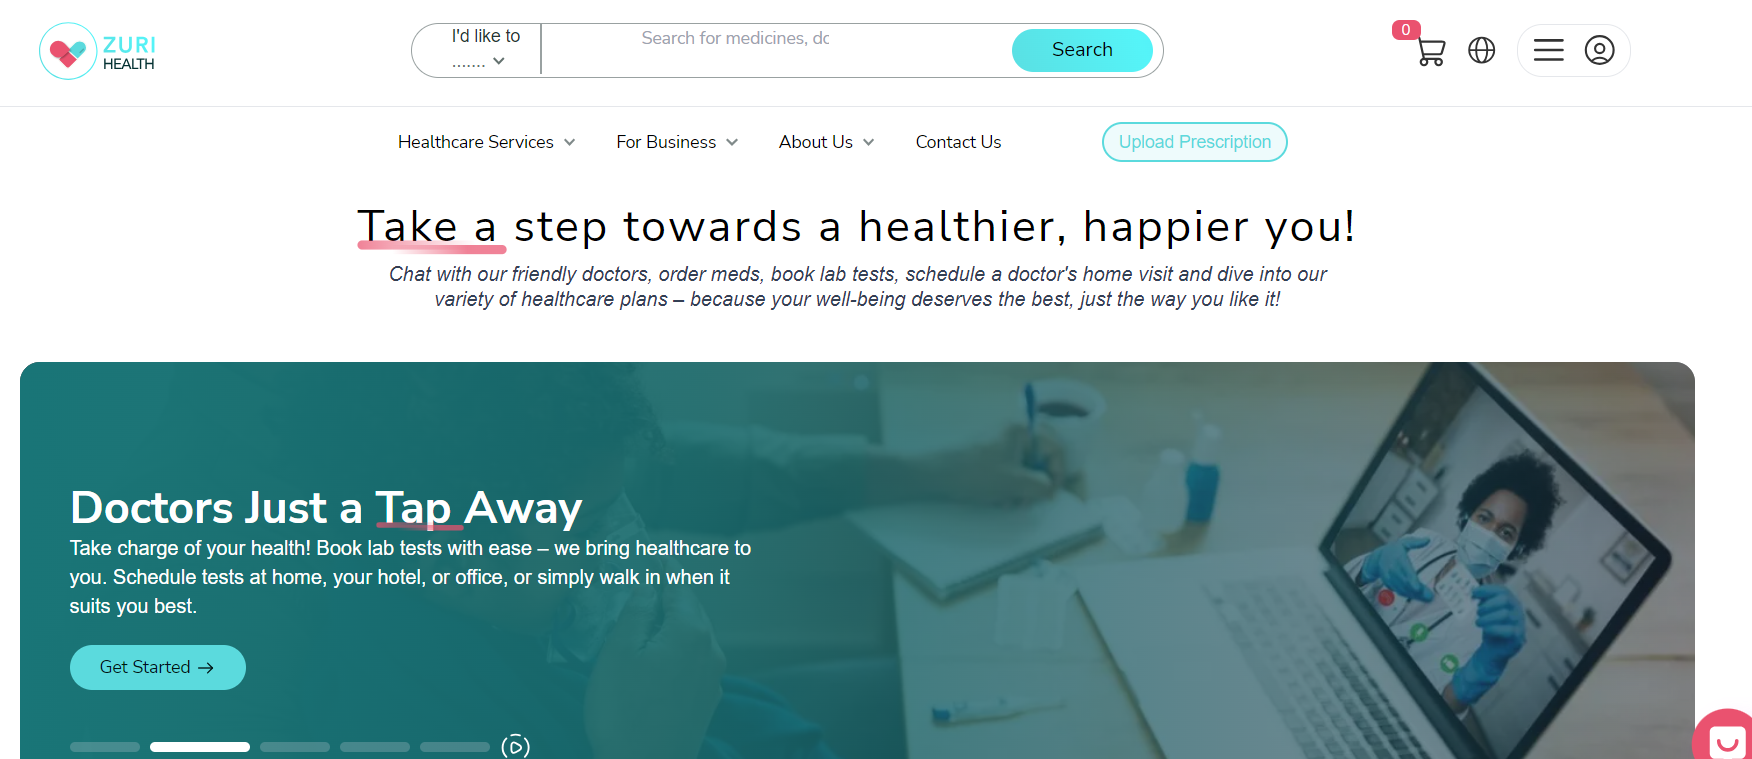 ZURI
HEALTH
I'd like to
.......
Search for medicines, dc
Search
0
Healthcare Services
For Business
About Us
Contact Us
Upload Prescription
Take a step towards a healthier, happier you!
Chat with our friendly doctors, order meds, book lab tests, schedule a doctor's home visit and dive into our
variety of healthcare plans – because your well-being deserves the best, just the way you like it!
Doctors Just a Tap Away
Take charge of your health! Book lab tests with ease – we bring healthcare to
you. Schedule tests at home, your hotel, or office, or simply walk in when it
suits you best.
Get Started →